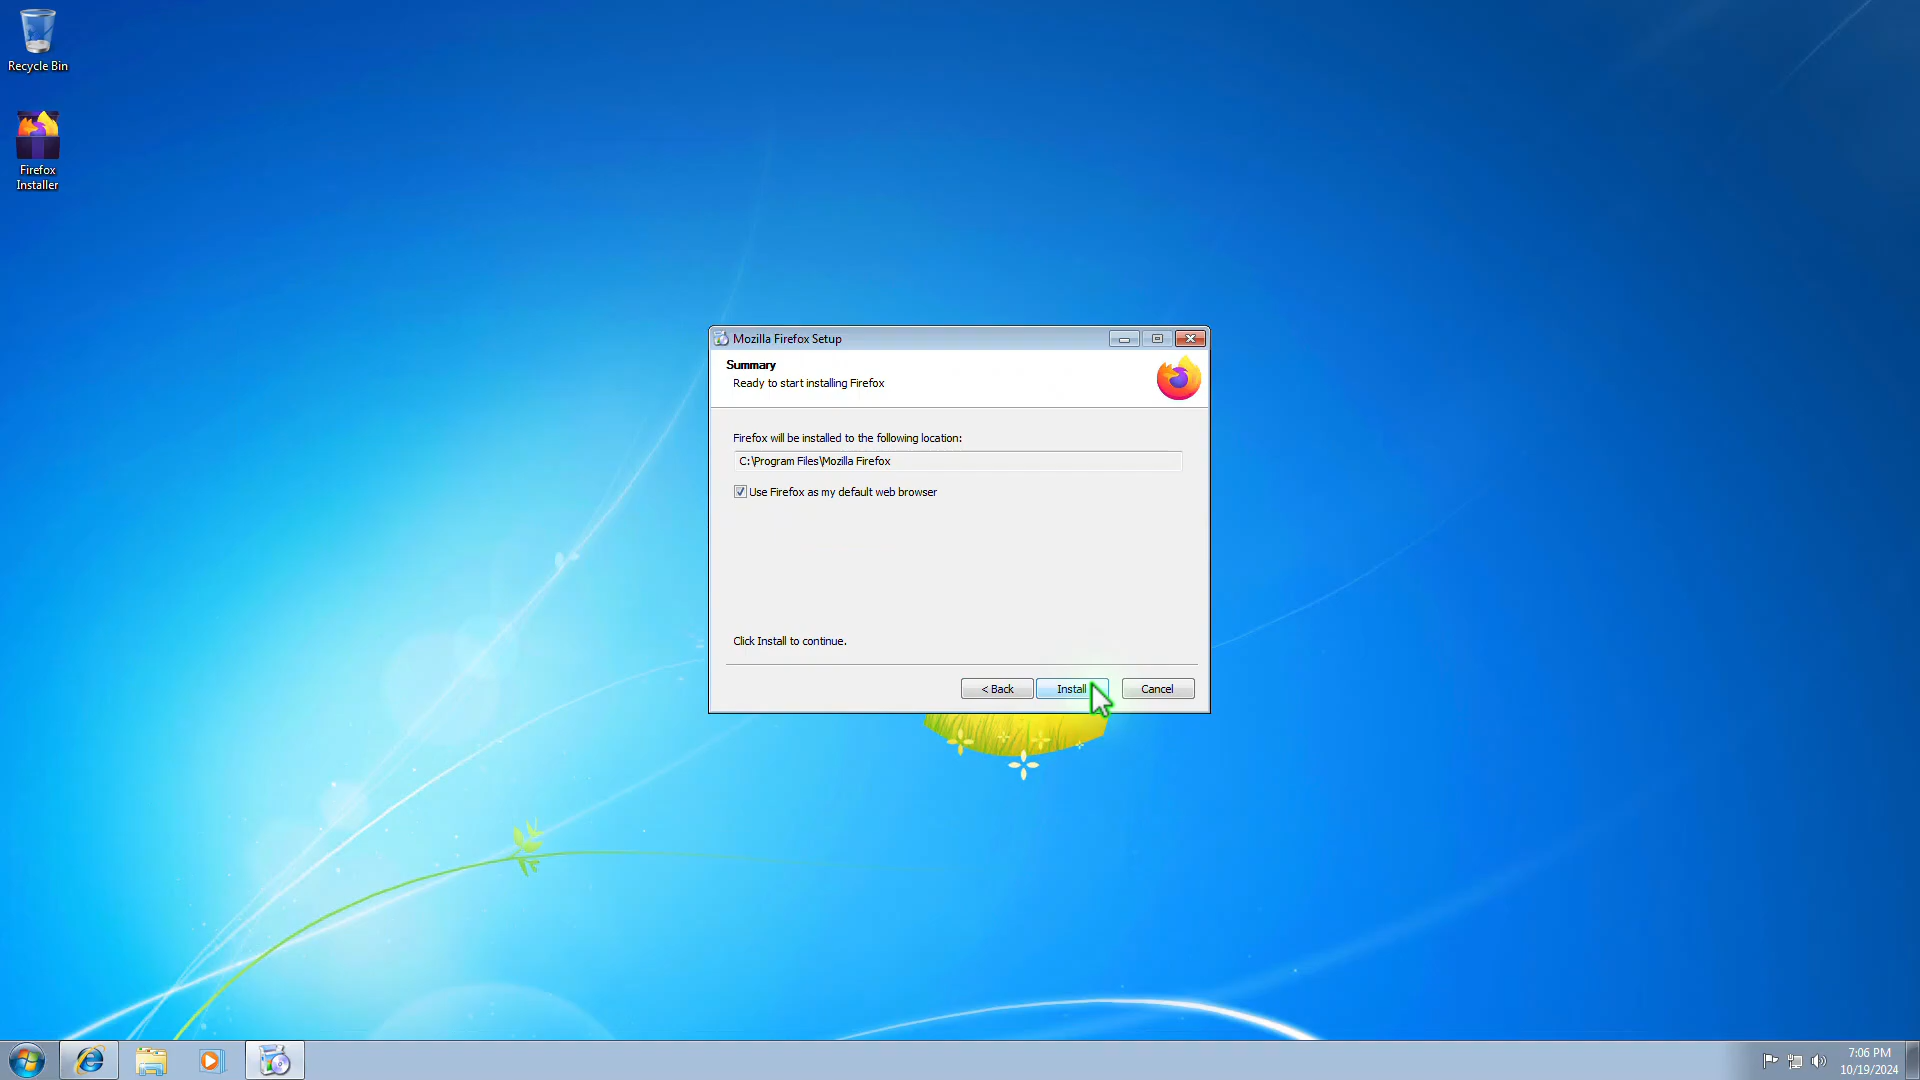 Recycle Bin
Firefox
Installer
Mozilla Firefox Setup
Summary
Ready to start installing Firefox
Firefox will be installed to the following location:
C:\Program Files\Mozilla Firefox
Use Firefox as my default web browser
Click Install to continue.
< Back
Install
Cancel
7:06 PM
10/19/2024